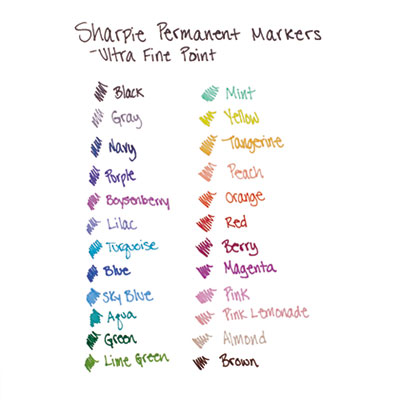 Sharpie Permanent Markers
-Ultra Fine Point
Black
Gray
Navy
Purple
Boysenberry
Lilac
Turquoise
Blue
Sky Blue
Aqua
Green
Lime Green
Mint
Yellow
Tangerine
Peach
Orange
Red
Berry
Magenta
Pink
Pink Lemonade
Almond
Brown